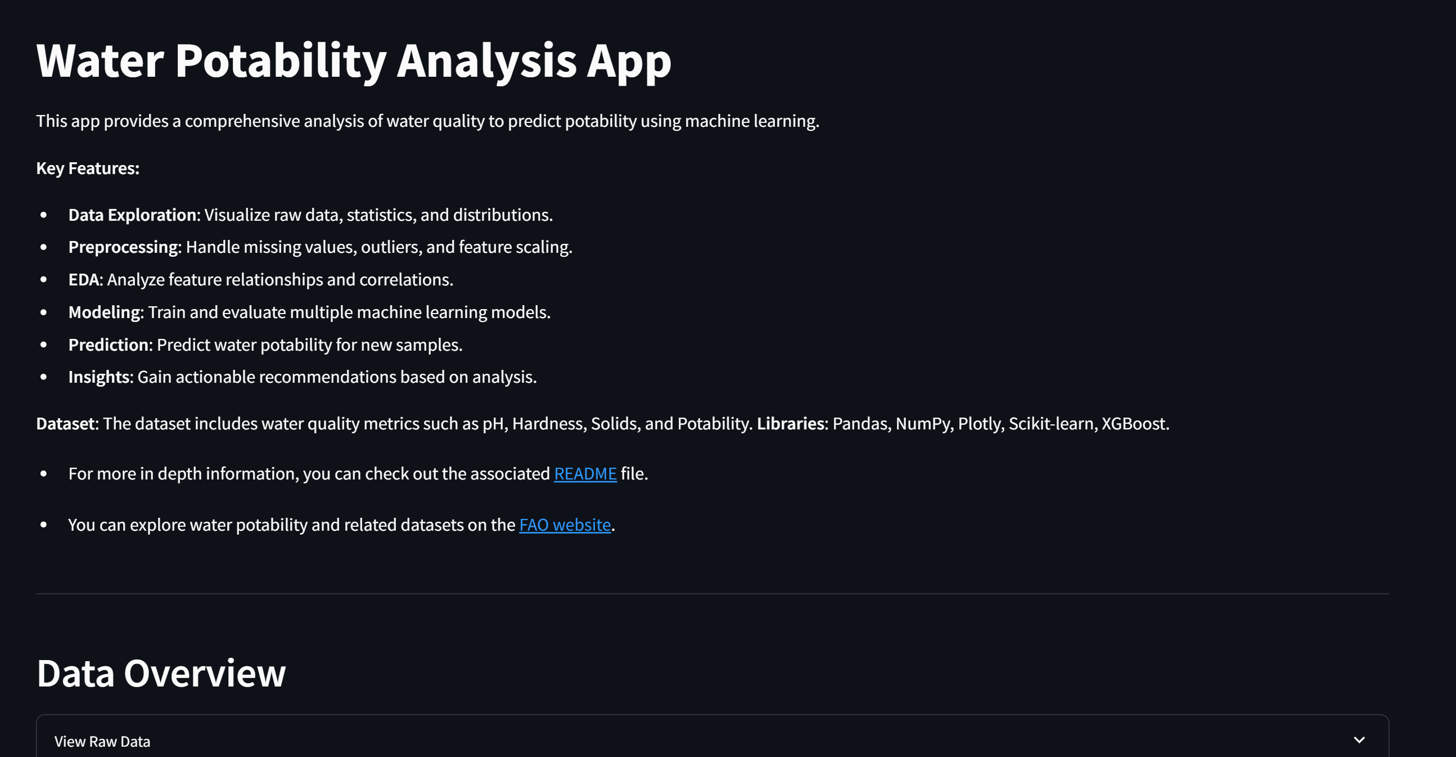 Water Potability Analysis App
This app provides a comprehensive analysis of water quality to predict potability using machine learning.
Key Features:
• Data Exploration: Visualize raw data, statistics, and distributions.
• Preprocessing: Handle missing values, outliers, and feature scaling.
• EDA: Analyze feature relationships and correlations.
• Modeling: Train and evaluate multiple machine learning models.
• Prediction: Predict water potability for new samples.
• Insights: Gain actionable recommendations based on analysis.
Dataset: The dataset includes water quality metrics such as pH, Hardness, Solids, and Potability. Libraries: Pandas, NumPy, Plotly, Scikit-learn, XGBoost.
• For more in depth information, you can check out the associated README file.
• You can explore water potability and related datasets on the FAO website.
Data Overview
View Raw Data